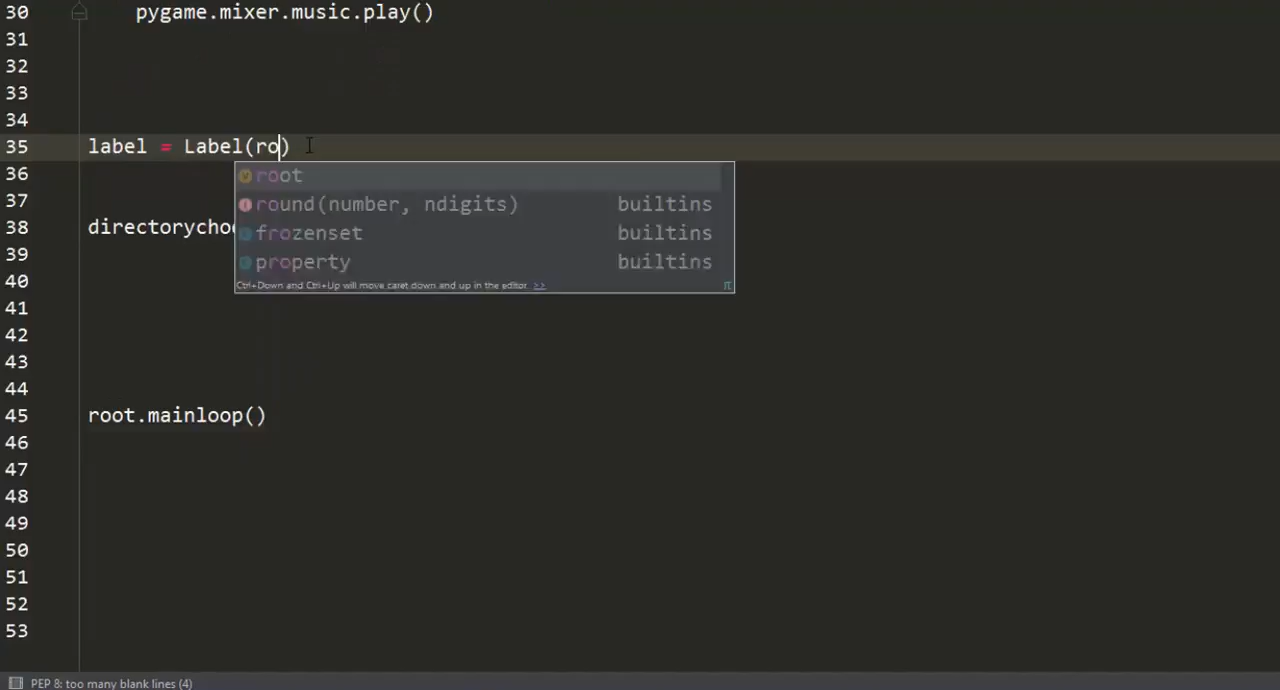 30 pygame.mixer.music.play()
31
32
33
34
35 label = Label(ro)
36 root
round(number, ndigits) builtins
37
38 directorychoo
frozenset builtins
39
40 property builtins
Ctrl+Down and Ctrl+Up will move caret down and up in the editor >> π
41
42
43
44
45 root.mainloop()
46
47
48
49
50
51
52
53
PEP 8: too many blank lines (4)